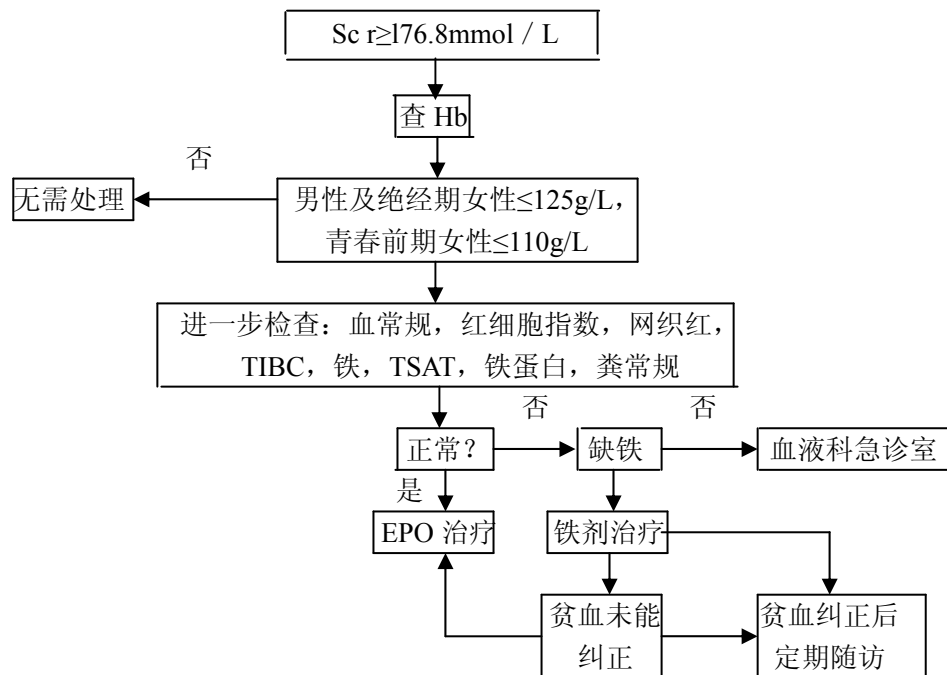 Sc r≥l76.8mmol / L
查 Hb
否
无需处理
男性及绝经期女性≤125g/L，
青春前期女性≤110g/L
进一步检查：血常规，红细胞指数，网织红，
TIBC，铁，TSAT，铁蛋白，粪常规
否
否
正常？
缺铁
血液科急诊室
是
EPO 治疗
铁剂治疗
贫血未能
纠正
贫血纠正后
定期随访